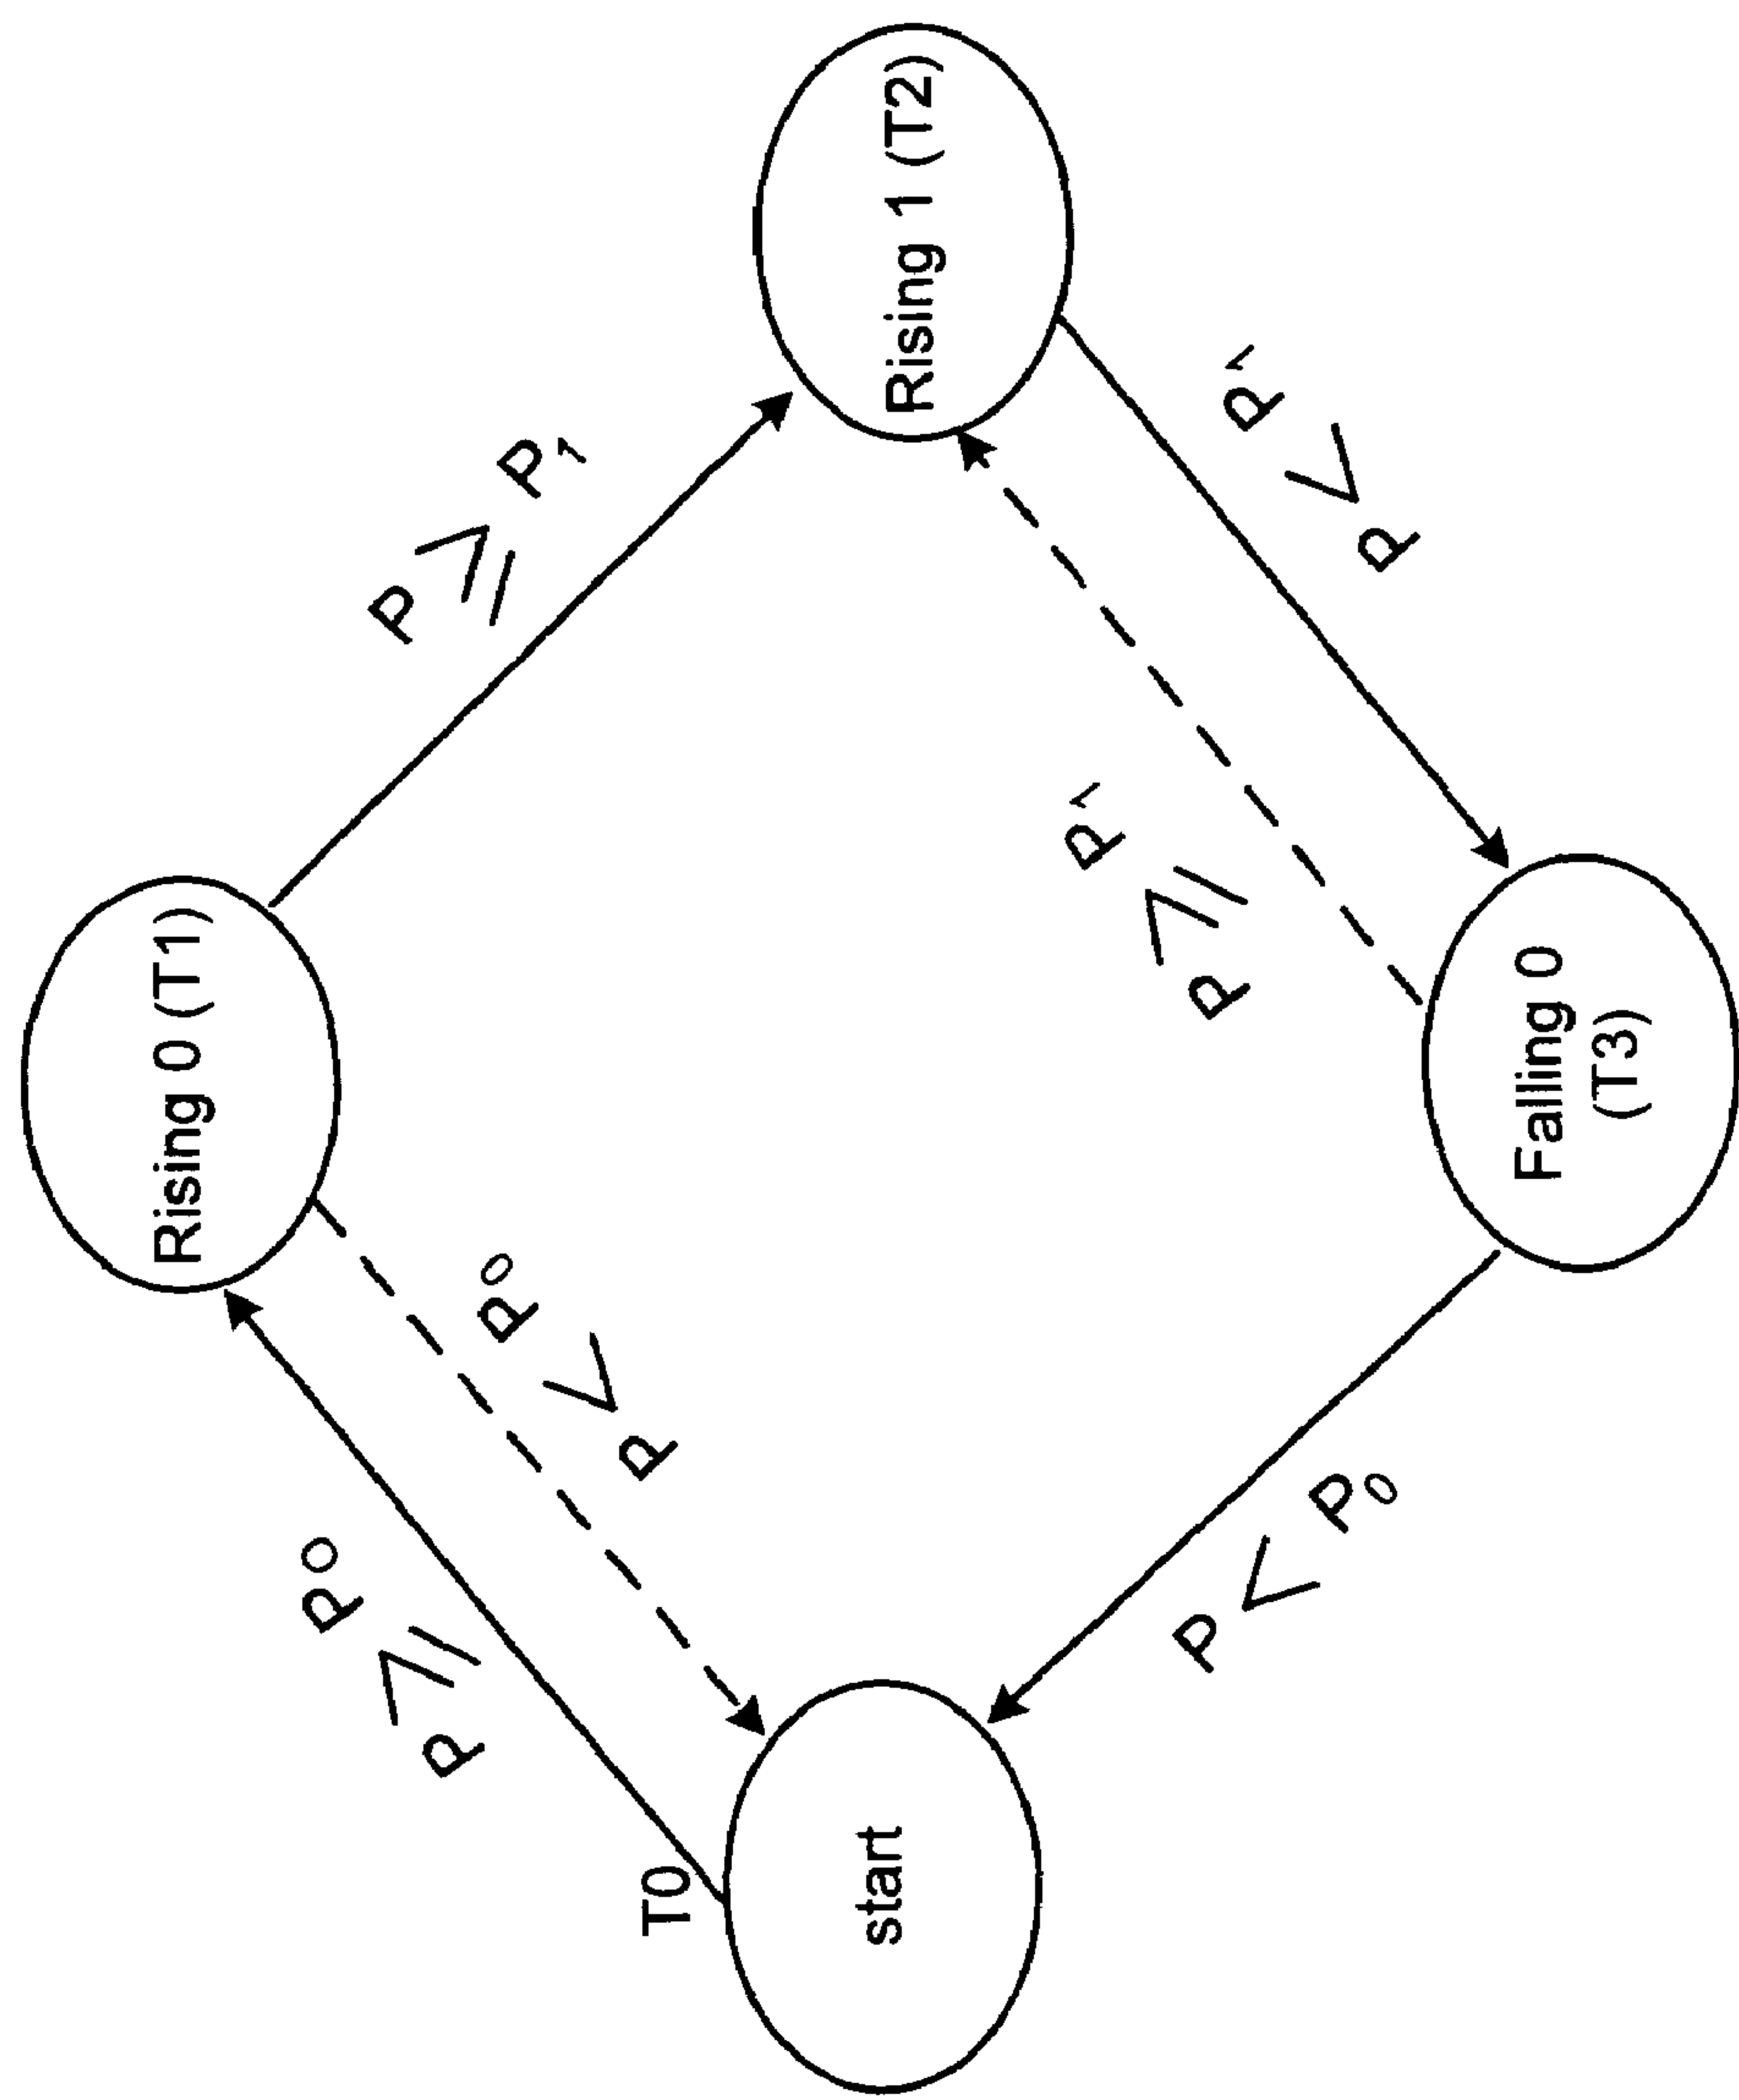 Rising 0 (T1)
P ≥ P₀
P < P₀
P ≥ P₁
T0
start
Rising 1 (T2)
P ≥ P₁
P < P₀
P < P₁
Falling 0
(T3)